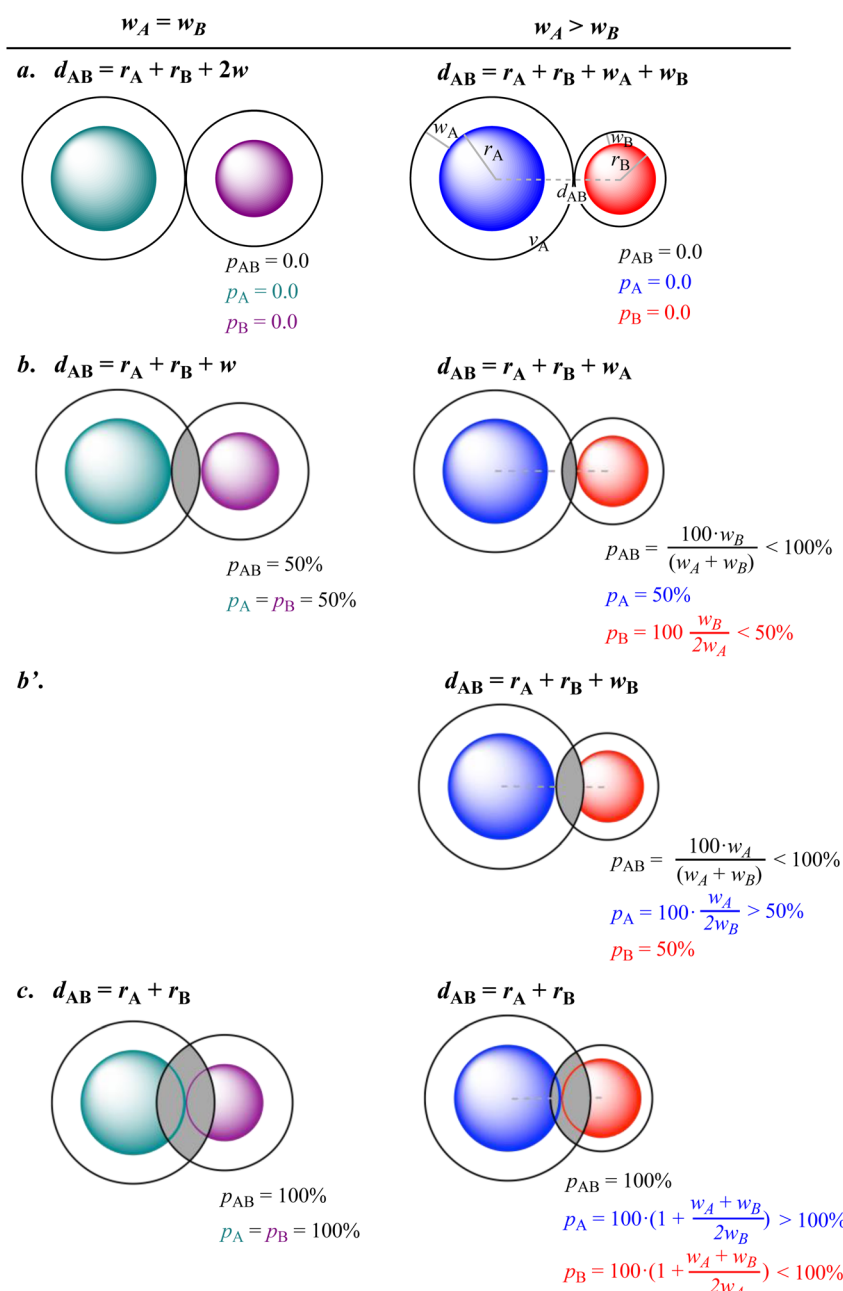 w_A = w_B
w_A > w_B
a. d_AB = r_A + r_B + 2w
d_AB = r_A + r_B + w_A + w_B
w_A
r_A
w_B
r_B
d_AB
v_A
p_AB = 0.0
p_A = 0.0
p_B = 0.0
p_AB = 0.0
p_A = 0.0
p_B = 0.0
b. d_AB = r_A + r_B + w
d_AB = r_A + r_B + w_A
p_AB = 50%
p_A = p_B = 50%
p_AB = 100·w_B / (w_A + w_B) < 100%
p_A = 50%
p_B = 100 w_B / 2w_A < 50%
b’.
d_AB = r_A + r_B + w_B
p_AB = 100·w_A / (w_A + w_B) < 100%
p_A = 100· w_A / 2w_B > 50%
p_B = 50%
c. d_AB = r_A + r_B
d_AB = r_A + r_B
p_AB = 100%
p_A = p_B = 100%
p_AB = 100%
p_A = 100·(1 + w_A + w_B / 2w_B) > 100%
p_B = 100·(1 + w_A + w_B / 2w_A) < 100%